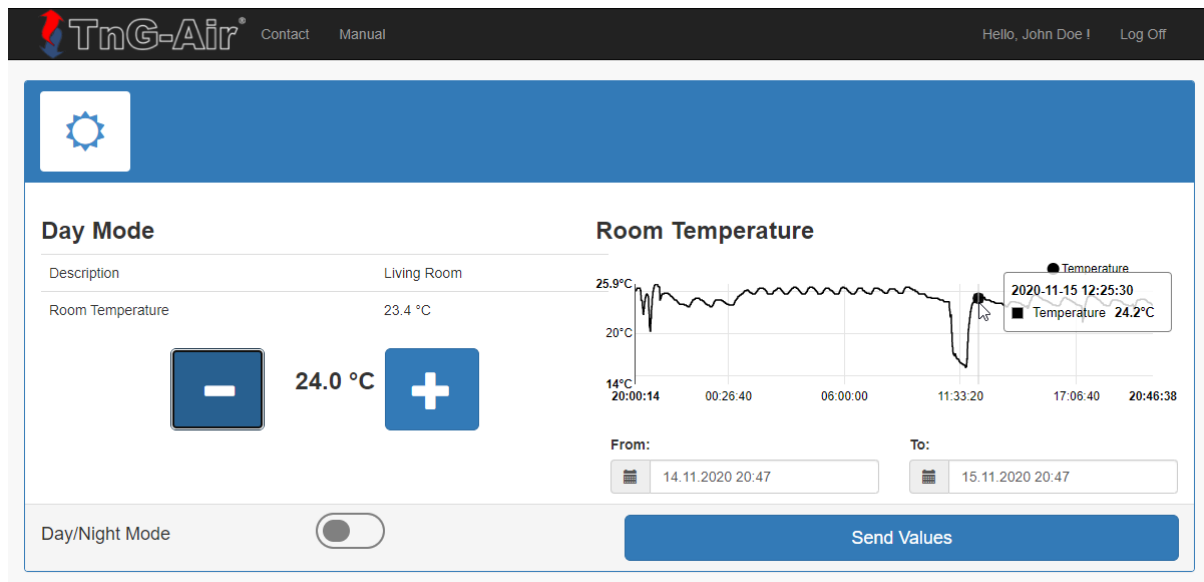 TnG-Air® Contact Manual Hello, John Doe ! Log Off
Day Mode
Description Living Room
Room Temperature 23.4 °C
24.0 °C
Room Temperature
Temperature
25.9°C
20°C
14°C
2020-11-15 12:25:30
Temperature 24.2°C
20:00:14 00:26:40 06:00:00 11:33:20 17:06:40 20:46:38
From: To:
14.11.2020 20:47 15.11.2020 20:47
Day/Night Mode Send Values